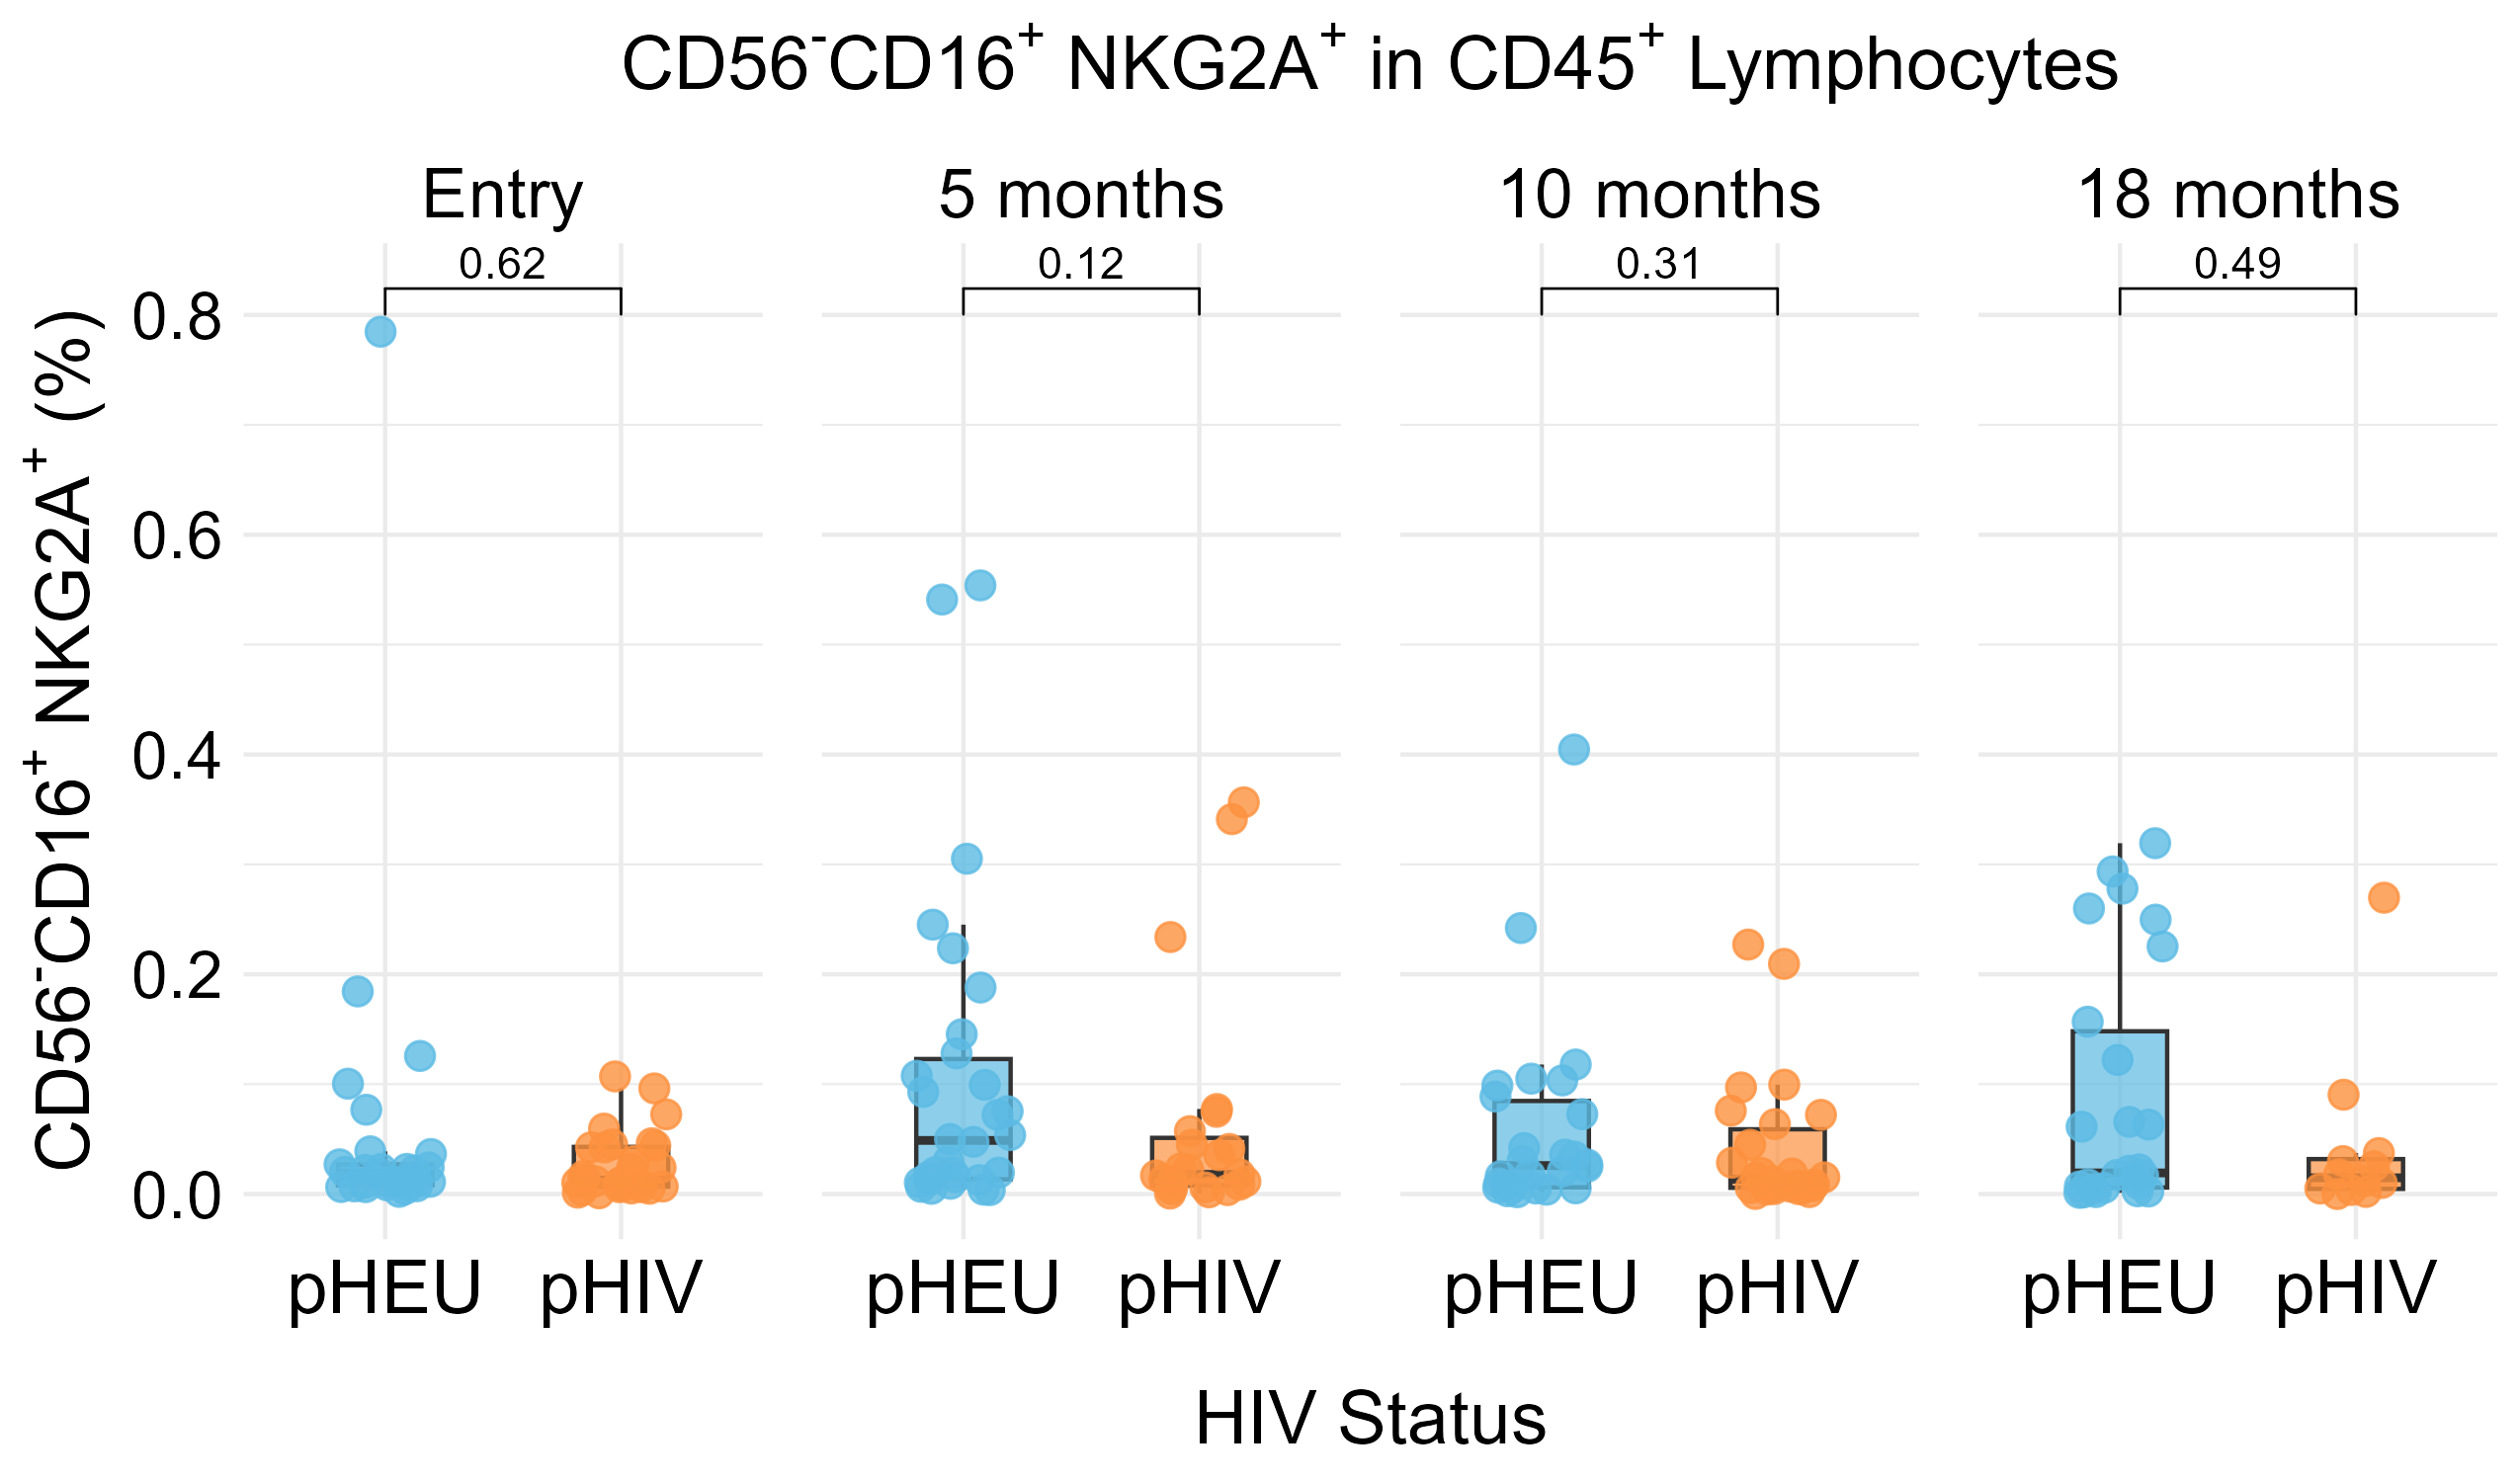 CD56⁻CD16⁺ NKG2A⁺ in CD45⁺ Lymphocytes
Entry 5 months 10 months 18 months
0.62 0.12 0.31 0.49
CD56⁻CD16⁺ NKG2A⁺ (%)
0.8
0.6
0.4
0.2
0.0
pHEU pHIV pHEU pHIV pHEU pHIV pHEU pHIV
HIV Status